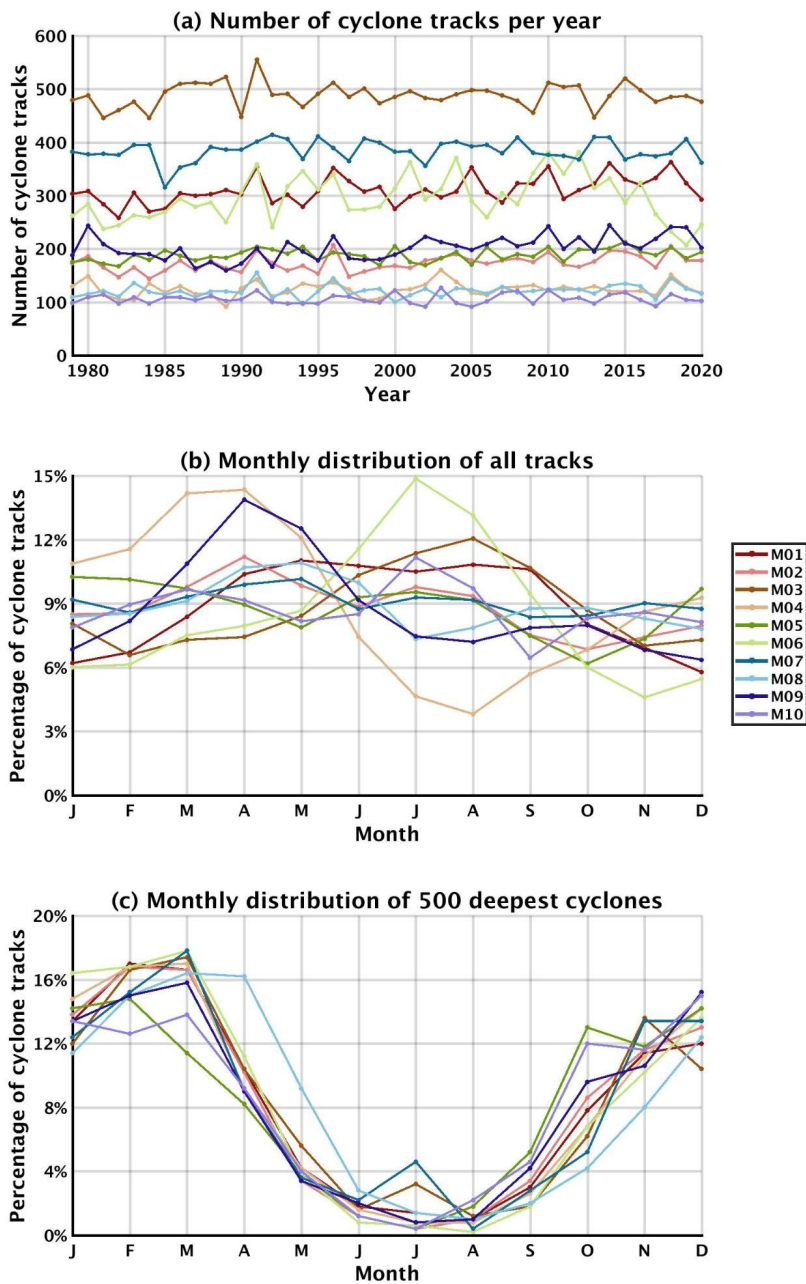 (a) Number of cyclone tracks per year
600
500
400
300
200
100
0
Number of cyclone tracks
1980 1985 1990 1995 2000 2005 2010 2015 2020
Year
(b) Monthly distribution of all tracks
15%
12%
9%
6%
3%
0%
Percentage of cyclone tracks
J F M A M J J A S O N D
Month
M01
M02
M03
M04
M05
M06
M07
M08
M09
M10
(c) Monthly distribution of 500 deepest cyclones
20%
16%
12%
8%
4%
0%
Percentage of cyclone tracks
J F M A M J J A S O N D
Month